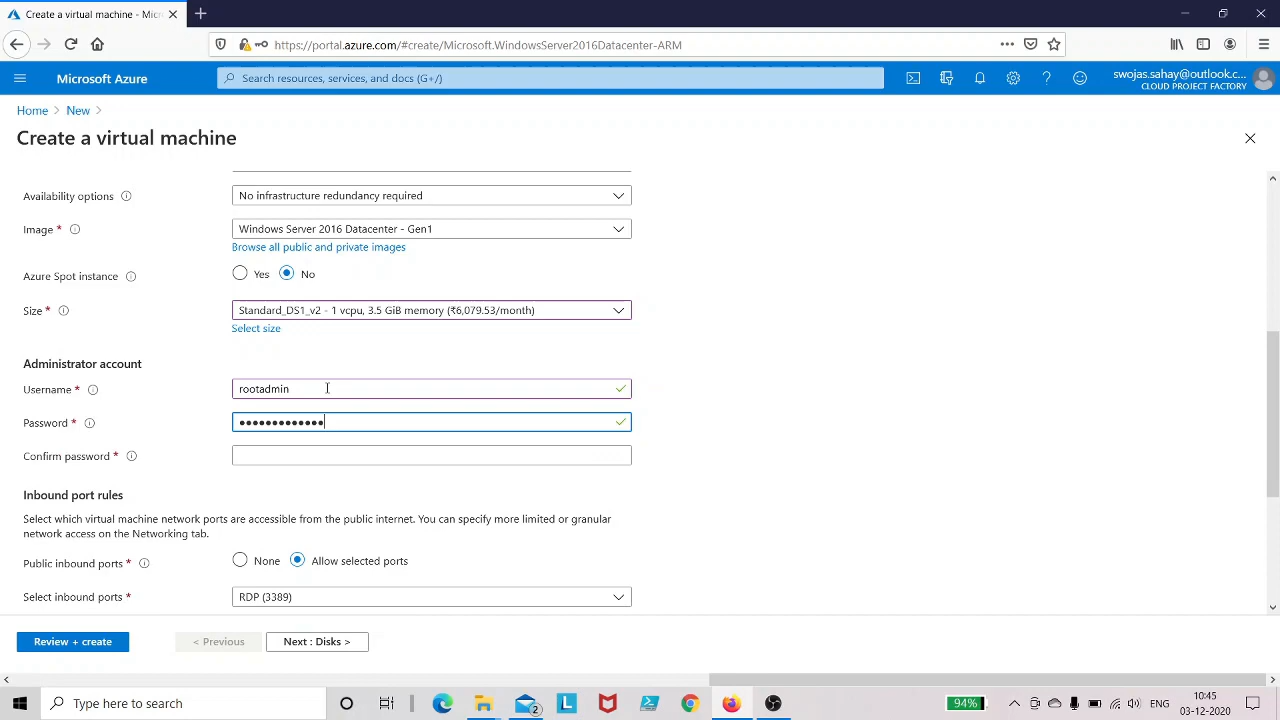 Create a virtual machine - Micr
https://portal.azure.com/#create/Microsoft.WindowsServer2016Datacenter-ARM
Microsoft Azure
Search resources, services, and docs (G+/)
swojas.sahay@outlook.c...
CLOUD PROJECT FACTORY
Home > New >
Create a virtual machine
Availability options
No infrastructure redundancy required
Image *
Windows Server 2016 Datacenter - Gen1
Browse all public and private images
Azure Spot instance
Yes No
Size *
Standard_DS1_v2 - 1 vcpu, 3.5 GiB memory (₹6,079.53/month)
Select size
Administrator account
Username *
rootadmin
Password *
●●●●●●●●●●●●●
Confirm password *
Inbound port rules
Select which virtual machine network ports are accessible from the public internet. You can specify more limited or granular
network access on the Networking tab.
Public inbound ports *
None Allow selected ports
Select inbound ports *
RDP (3389)
Review + create
< Previous
Next : Disks >
Type here to search
2
L
94%
ENG
10:45
03-12-2020